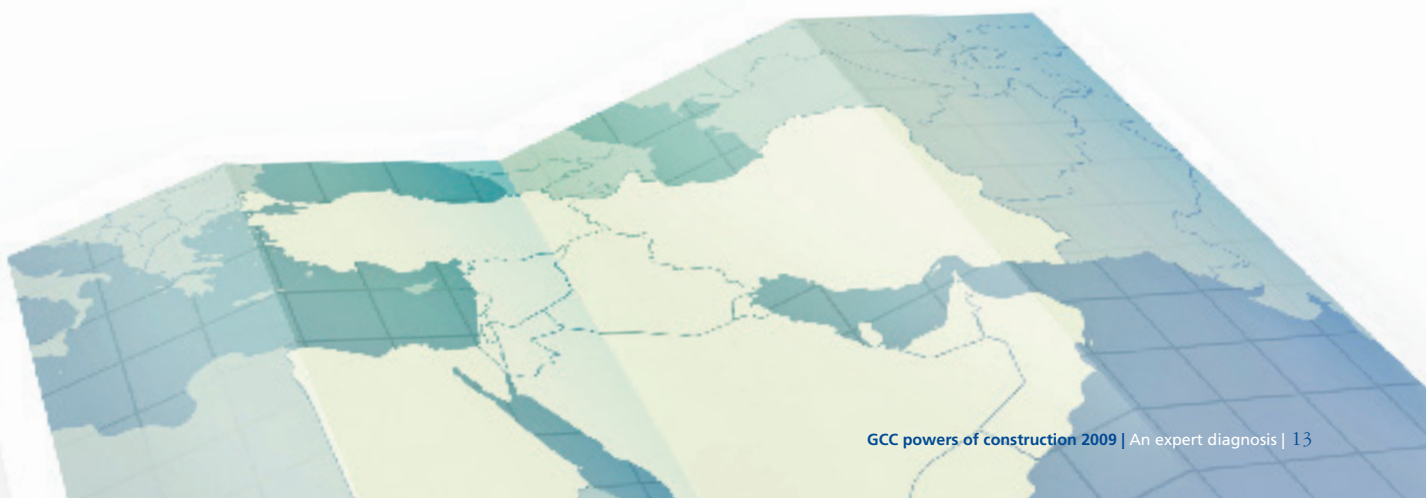 GCC powers of construction 2009 | An expert diagnosis | 13